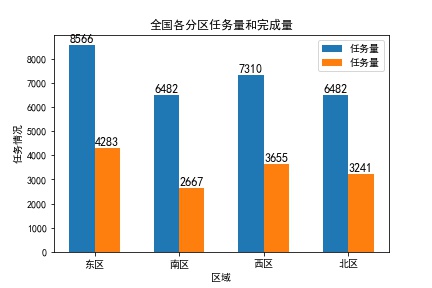 全国各分区任务量和完成量
任务量
任务量
8566
4283
6482
2667
7310
3655
6482
3241
任务情况
8000
7000
6000
5000
4000
3000
2000
1000
0
东区
南区
西区
北区
区域